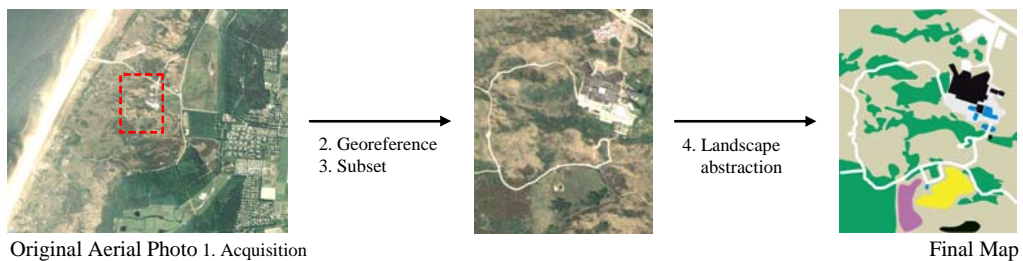 2. Georeference
3. Subset
4. Landscape
abstraction
Original Aerial Photo 1. Acquisition
Final Map